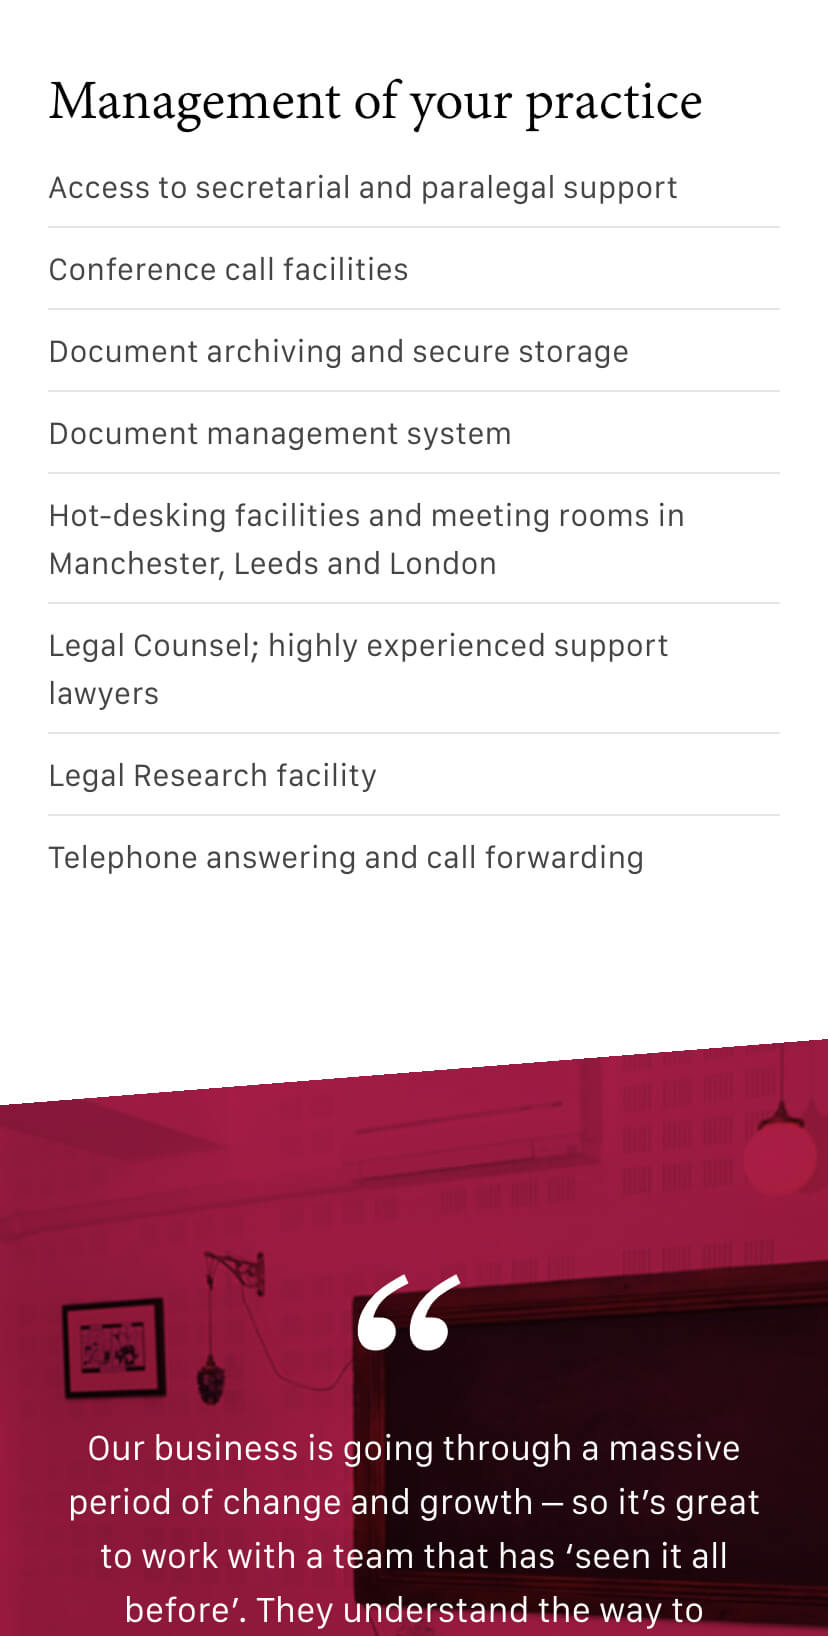 Management of your practice
Access to secretarial and paralegal support
Conference call facilities
Document archiving and secure storage
Document management system
Hot-desking facilities and meeting rooms in
Manchester, Leeds and London
Legal Counsel; highly experienced support
lawyers
Legal Research facility
Telephone answering and call forwarding
“
Our business is going through a massive
period of change and growth – so it’s great
to work with a team that has ‘seen it all
before’. They understand the way to